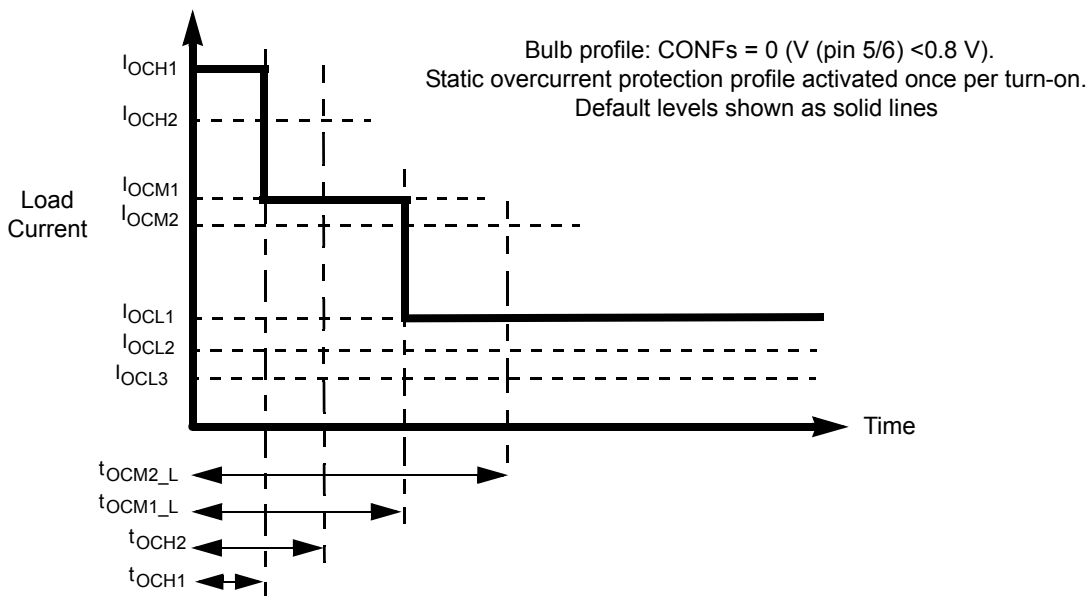 Bulb profile: CONFs = 0 (V (pin 5/6) <0.8 V).
Static overcurrent protection profile activated once per turn-on.
Default levels shown as solid lines
IOCH1
IOCH2
IOCM1
IOCM2
Load
Current
IOCL1
IOCL2
IOCL3
Time
tOCM2_L
tOCM1_L
tOCH2
tOCH1